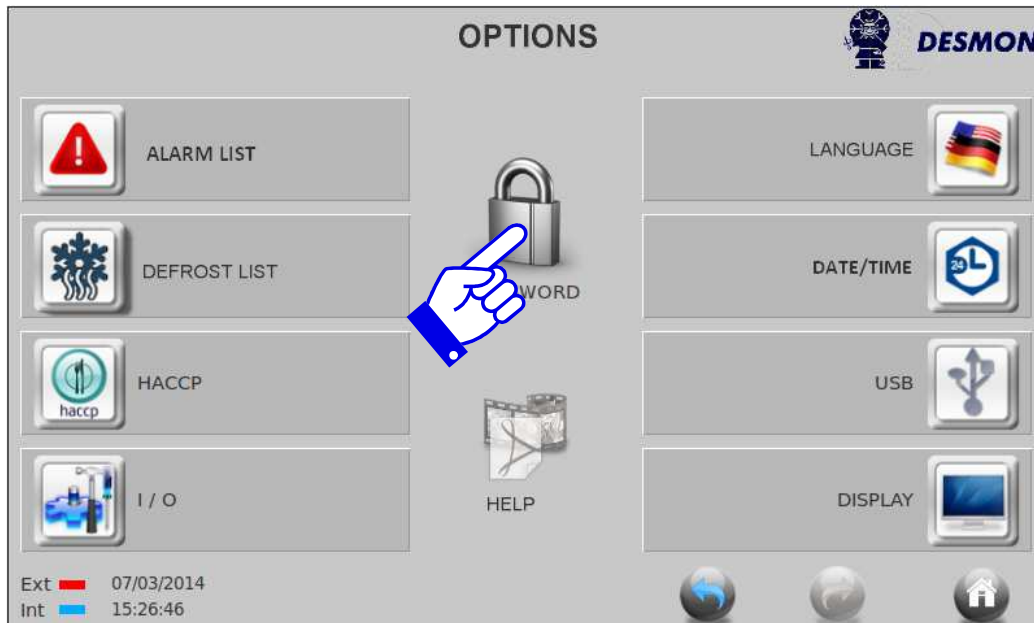 OPTIONS
DESMON
ALARM LIST
LANGUAGE
DEFROST LIST
24
DATE/TIME
WORD
HACCP
haccp
USB
I / O
HELP
DISPLAY
Ext
07/03/2014
Int
15:26:46